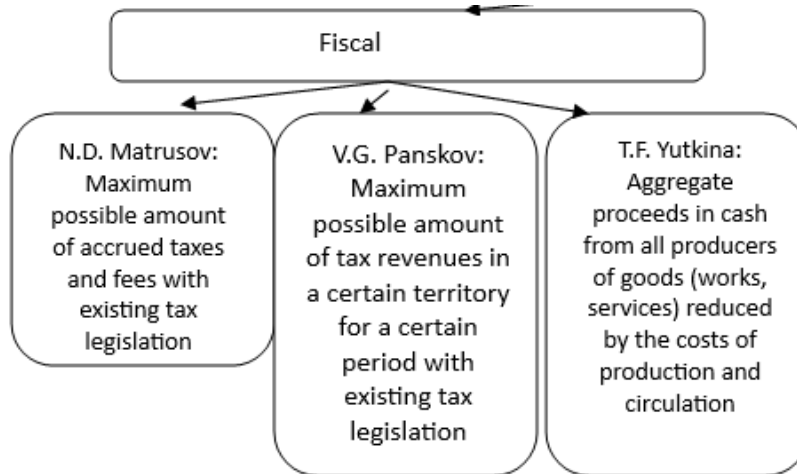 Fiscal
N.D. Matrusov:
Maximum
possible amount
of accrued taxes
and fees with
existing tax
legislation
V.G. Panskov:
Maximum
possible amount
of tax revenues in
a certain territory
for a certain
period with
existing tax
legislation
T.F. Yutkina:
Aggregate
proceeds in cash
from all producers
of goods (works,
services) reduced
by the costs of
production and
circulation